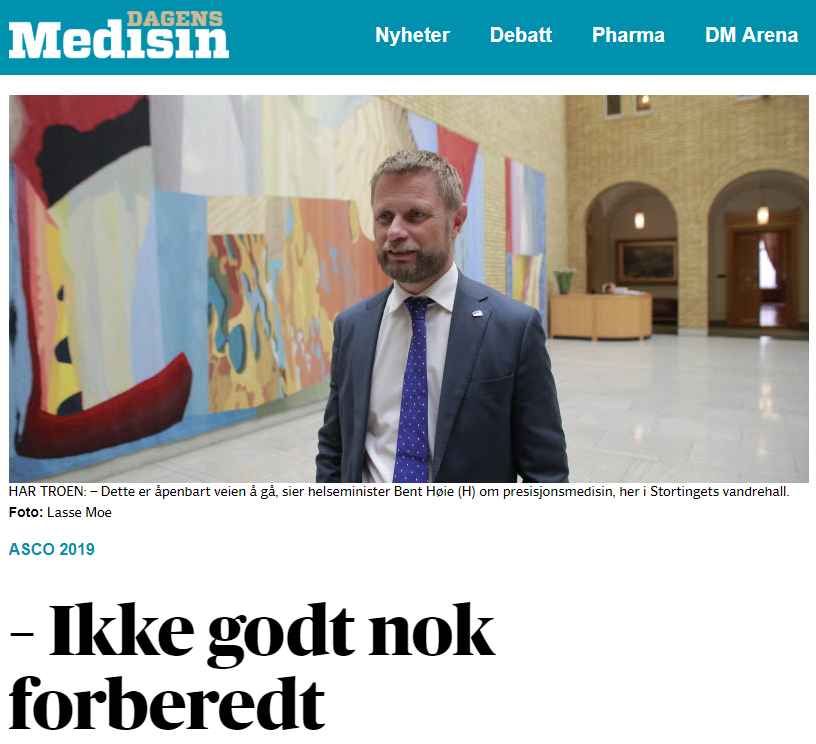 DAGENS
Medisin
Nyheter Debatt Pharma DM Arena
HAR TROEN: – Dette er åpenbart veien å gå, sier helseminister Bent Høie (H) om presisjonsmedisin, her i Stortingets vandrehall.
Foto: Lasse Moe
ASCO 2019
– Ikke godt nok
forberedt